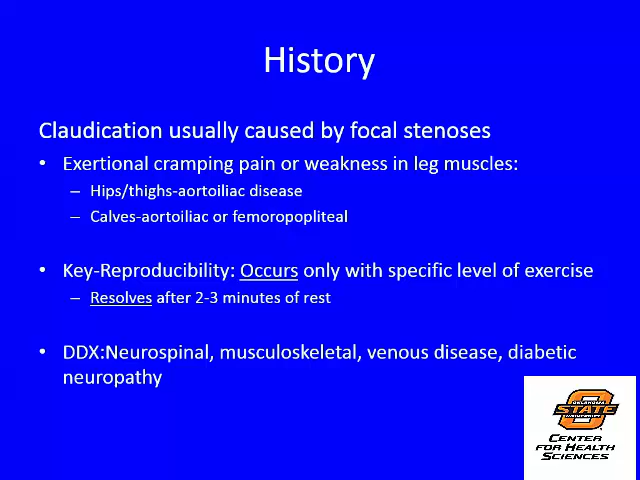 History
Claudication usually caused by focal stenoses
• Exertional cramping pain or weakness in leg muscles:
– Hips/thighs-aortoiliac disease
– Calves-aortoiliac or femoropopliteal
• Key-Reproducibility: Occurs only with specific level of exercise
– Resolves after 2-3 minutes of rest
• DDX:Neurospinal, musculoskeletal, venous disease, diabetic
neuropathy
OKLAHOMA
STATE
UNIVERSITY
CENTER
FOR HEALTH
SCIENCES